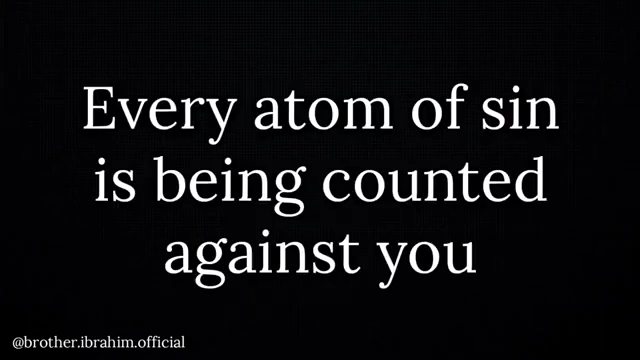 Every atom of sin
is being counted
against you
@brother.ibrahim.official